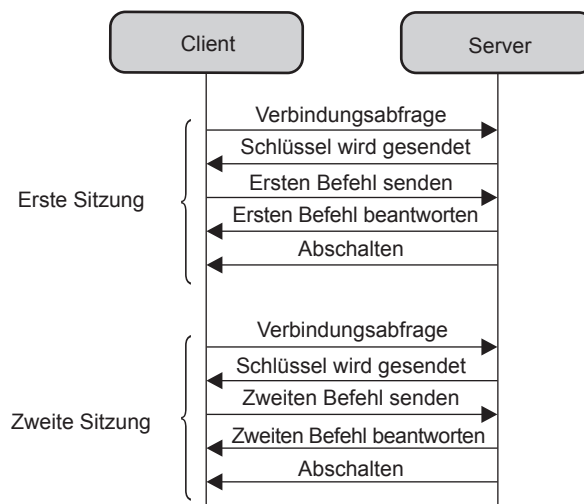 Client
Server
Verbindungsabfrage
Schlüssel wird gesendet
Ersten Befehl senden
Erste Sitzung
Ersten Befehl beantworten
Abschalten
Verbindungsabfrage
Schlüssel wird gesendet
Zweiten Befehl senden
Zweite Sitzung
Zweiten Befehl beantworten
Abschalten